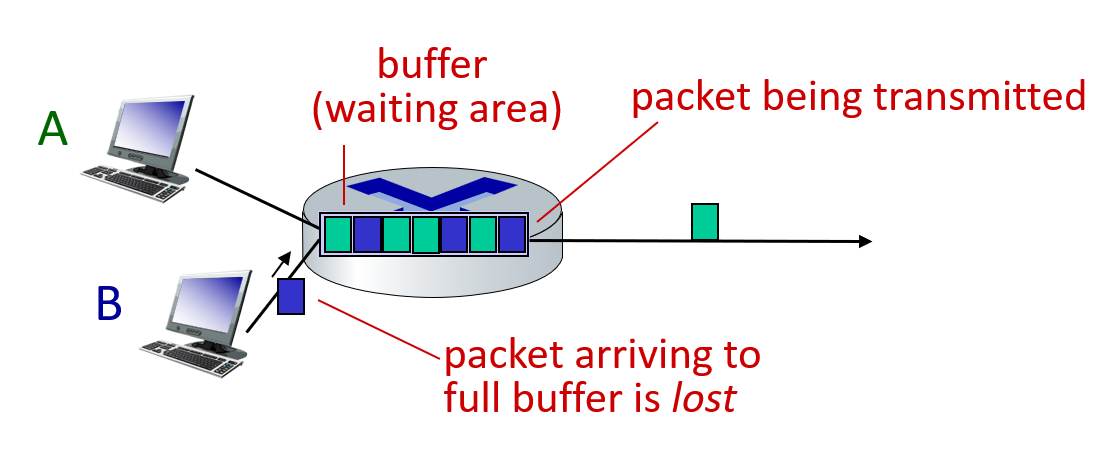 buffer
(waiting area)
packet being transmitted
A
B
packet arriving to
full buffer is lost